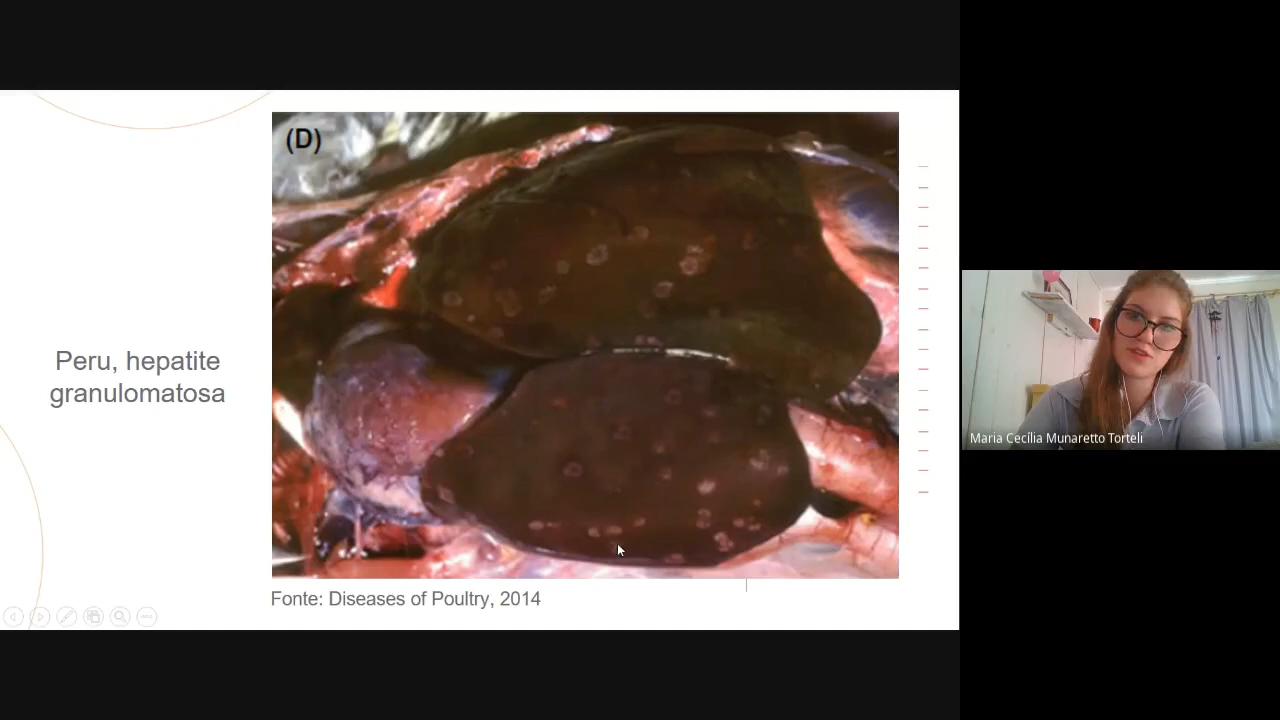 (D)
Peru, hepatite
granulomatosa
Fonte: Diseases of Poultry, 2014
Maria Cecília Munaretto Torteli